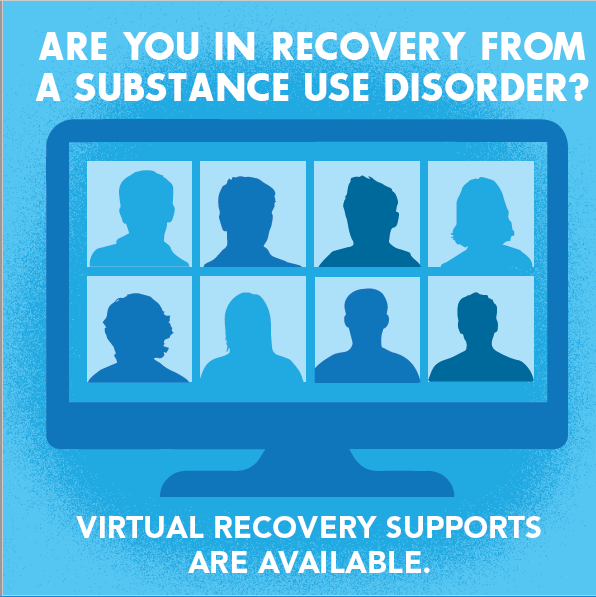 ARE YOU IN RECOVERY FROM
A SUBSTANCE USE DISORDER?
VIRTUAL RECOVERY SUPPORTS
ARE AVAILABLE.